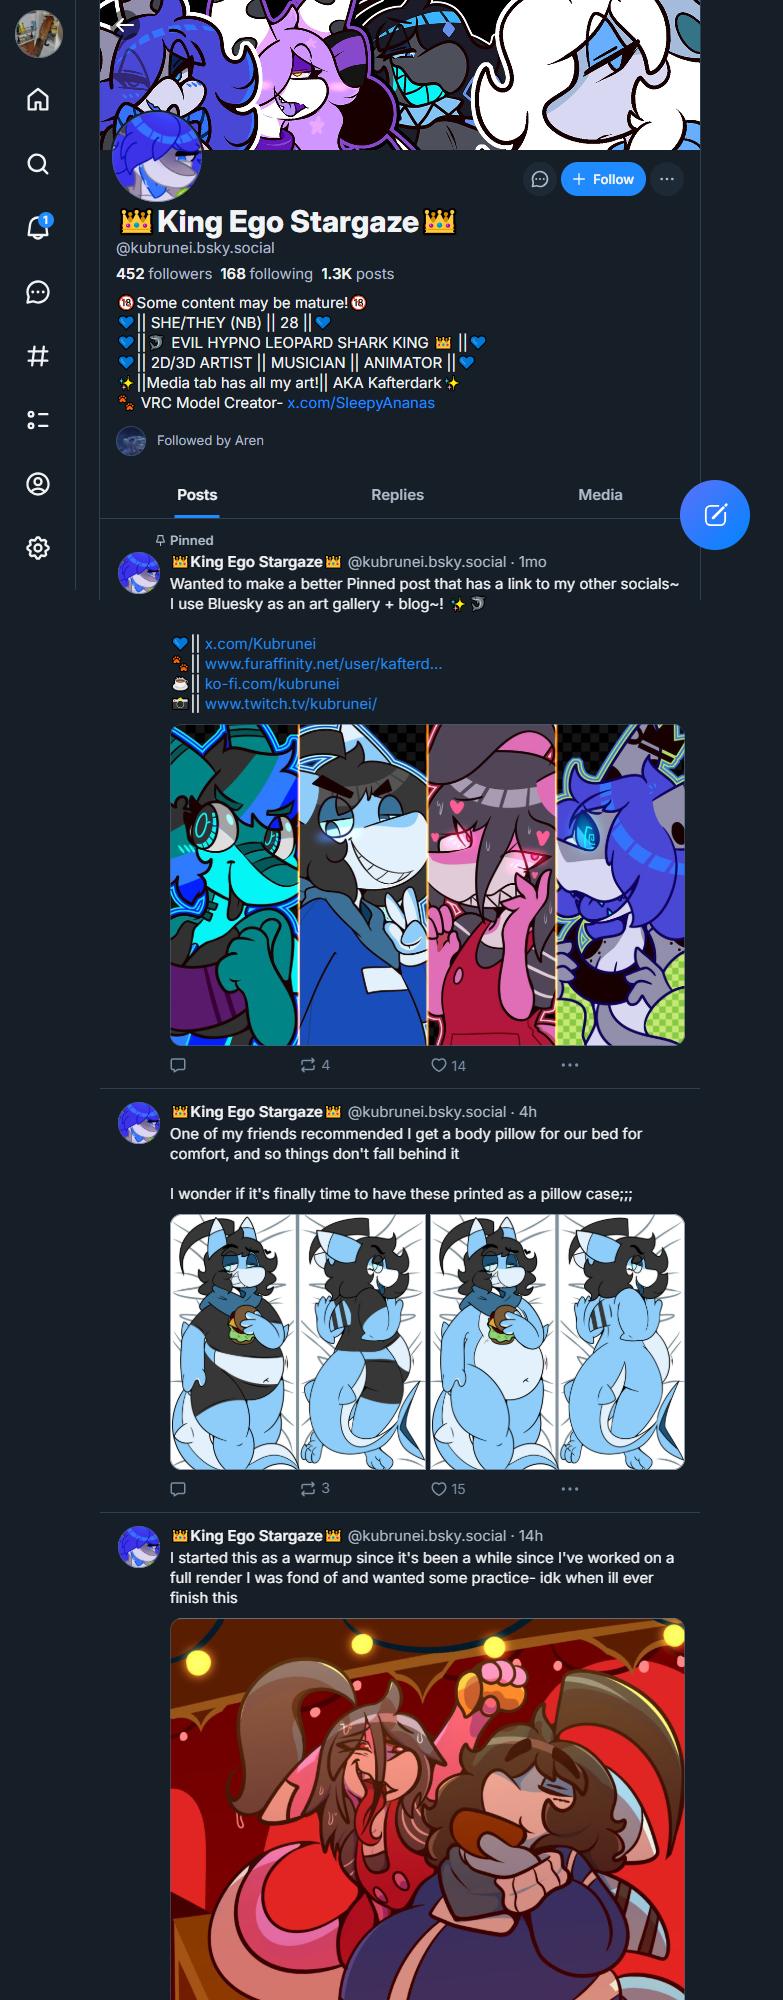 👑King Ego Stargaze👑
@kubrunei.bsky.social
+ Follow
452 followers 168 following 1.3K posts
🔞Some content may be mature!🔞
💙|| SHE/THEY (NB) || 28 ||💙
💙||🦈 EVIL HYPNO LEOPARD SHARK KING 👑 ||💙
💙|| 2D/3D ARTIST || MUSICIAN || ANIMATOR ||💙
✨||Media tab has all my art!|| AKA Kafterdark✨
🐾 VRC Model Creator- x.com/SleepyAnanas
Followed by Aren
Posts Replies Media
1
Pinned
👑King Ego Stargaze👑 @kubrunei.bsky.social · 1mo
Wanted to make a better Pinned post that has a link to my other socials~
I use Bluesky as an art gallery + blog~! ✨🦈
💙|| x.com/Kubrunei
🐾|| www.furaffinity.net/user/kafterd...
☕|| ko-fi.com/kubrunei
📷|| www.twitch.tv/kubrunei/
4 14
👑King Ego Stargaze👑 @kubrunei.bsky.social · 4h
One of my friends recommended I get a body pillow for our bed for
comfort, and so things don't fall behind it
I wonder if it's finally time to have these printed as a pillow case;;;
3 15
👑King Ego Stargaze👑 @kubrunei.bsky.social · 14h
I started this as a warmup since it's been a while since I've worked on a
full render I was fond of and wanted some practice- idk when ill ever
finish this